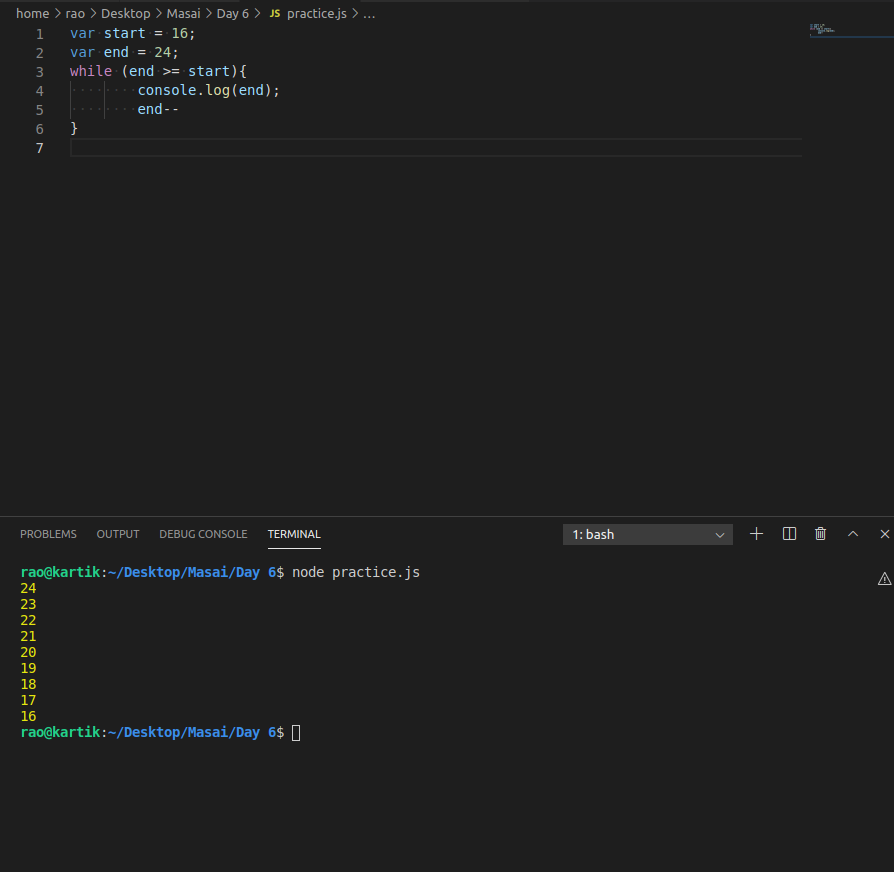 home > rao > Desktop > Masai > Day 6 > JS practice.js > ...
1 var start = 16;
2 var end = 24;
3 while (end >= start){
4 console.log(end);
5 end--
6 }
7
PROBLEMS OUTPUT DEBUG CONSOLE TERMINAL 1: bash
rao@kartik:~/Desktop/Masai/Day 6$ node practice.js
24
23
22
21
20
19
18
17
16
rao@kartik:~/Desktop/Masai/Day 6$